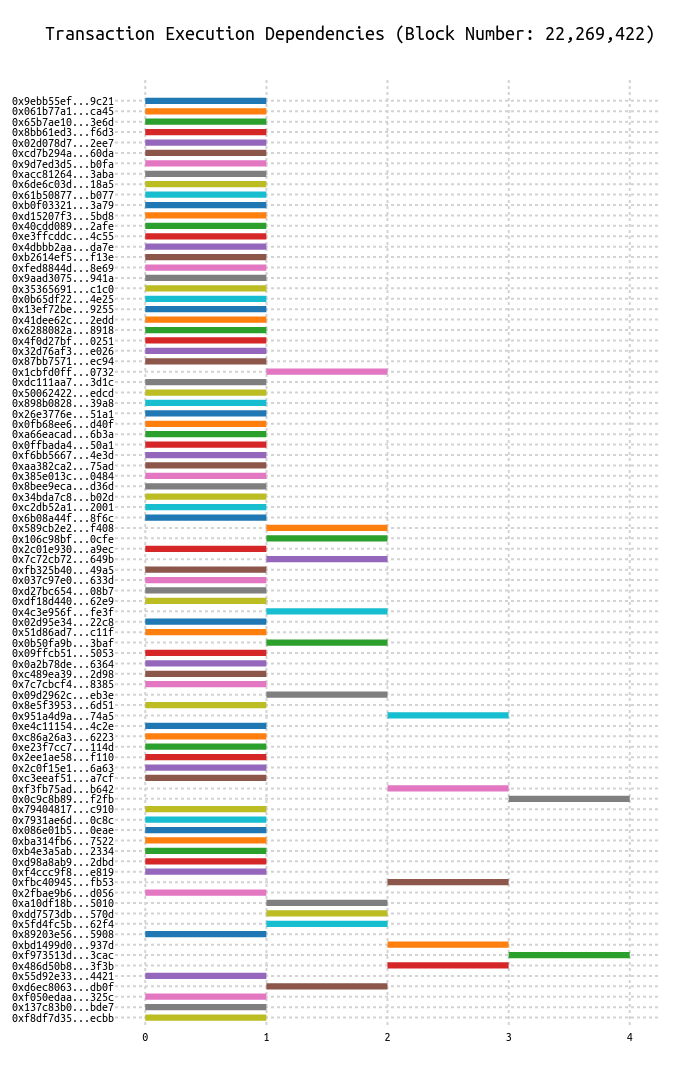 Transaction Execution Dependencies (Block Number: 22,269,422)
0x9ebb55ef...9c21
0x061b77a1...ca45
0x65b7ae10...3e6d
0x8bb61ed3...f6d3
0x02d078d7...2ee7
0xcd7b294a...60da
0x9d7ed3d5...b0fa
0xacc81264...3aba
0x6de6c03d...18a5
0x61b50877...b077
0xb0f03321...3a79
0xd15207f3...5bd8
0x40cdd089...2afe
0xe3ffcddc...4c55
0x4dbbb2aa...da7e
0xb2614ef5...f13e
0xfed8844d...8e69
0x9aad3075...941a
0x35365691...c1c0
0x0b65df22...4e25
0x13ef72be...9255
0x41dee62c...2edd
0x6288082a...8918
0x4f0d27bf...0251
0x32d76af3...e026
0x87bb7571...ec94
0x1cbfd0ff...0732
0xdc111aa7...3d1c
0x50062422...edcd
0x898b0828...39a8
0x26e3776e...51a1
0x0fb68ee6...d40f
0xa66eacad...6b3a
0x0ffbada4...50a1
0xf6bb5667...4e3d
0xaa382ca2...75ad
0x385e013c...0484
0x8bee9eca...d36d
0x34bda7c8...b02d
0xc2db52a1...2001
0x6b08a44f...8f6c
0x589cb2e2...f408
0x106c98bf...0cfe
0x2c01e930...a9ec
0x7c72cb72...649b
0xfb325b40...49a5
0x037c97e0...633d
0xd27bc654...08b7
0xdf18d440...62e9
0x4c3e956f...fe3f
0x02d95e34...22c8
0x51d86ad7...c11f
0x0b50fa9b...3baf
0x09ffcb51...5053
0x0a2b78de...6364
0xc489ea39...2d98
0x7c7cbcf4...8385
0x09d2962c...eb3e
0x8e5f3953...6d51
0x951a4d9a...74a5
0xe4c11154...4c2e
0xc86a26a3...6223
0xe23f7cc7...114d
0x2ee1ae58...f110
0x2c0f15e1...6a63
0xc3eeaf51...a7cf
0xf3fb75ad...b642
0x0c9c8b89...f2fb
0x79404817...c910
0x7931ae6d...0c8c
0x086e01b5...0eae
0xba314fb6...7522
0xb4e3a5ab...2334
0xd98a8ab9...2dbd
0xf4ccc9f8...e819
0xfbc40945...fb53
0x2fbae9b6...d056
0xa10df18b...5010
0xdd7573db...570d
0x5fd4fc5b...62f4
0x89203e56...5908
0xbd1499d0...937d
0xf973513d...3cac
0x486d50b8...3f3b
0x55d92e33...4421
0xd6ec8063...db0f
0xf050edaa...325c
0x137c83b0...bde7
0xf8df7d35...ecbb
0 1 2 3 4